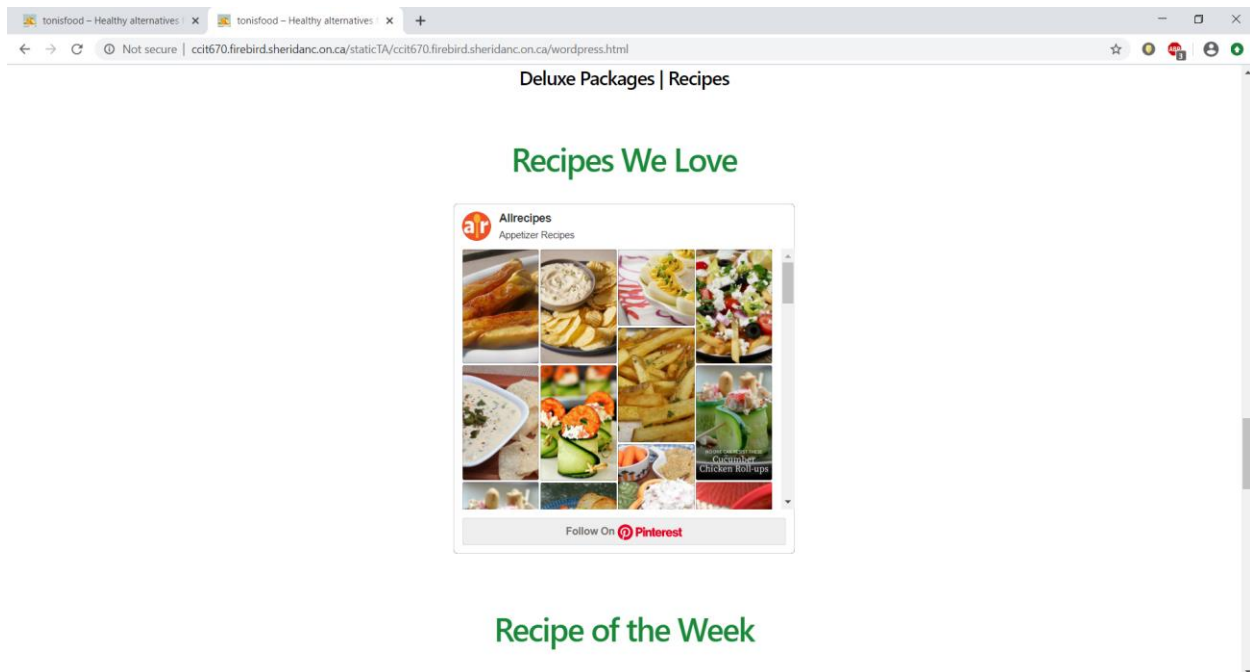 tonisfood – Healthy alternatives
tonisfood – Healthy alternatives
Not secure | ccit670.firebird.sheridanc.on.ca/staticTA/ccit670.firebird.sheridanc.on.ca/wordpress.html
ABP
3
Deluxe Packages | Recipes
Recipes We Love
Allrecipes
Appetizer Recipes
Cucumber
Chicken Roll-ups
Follow On Pinterest
Recipe of the Week